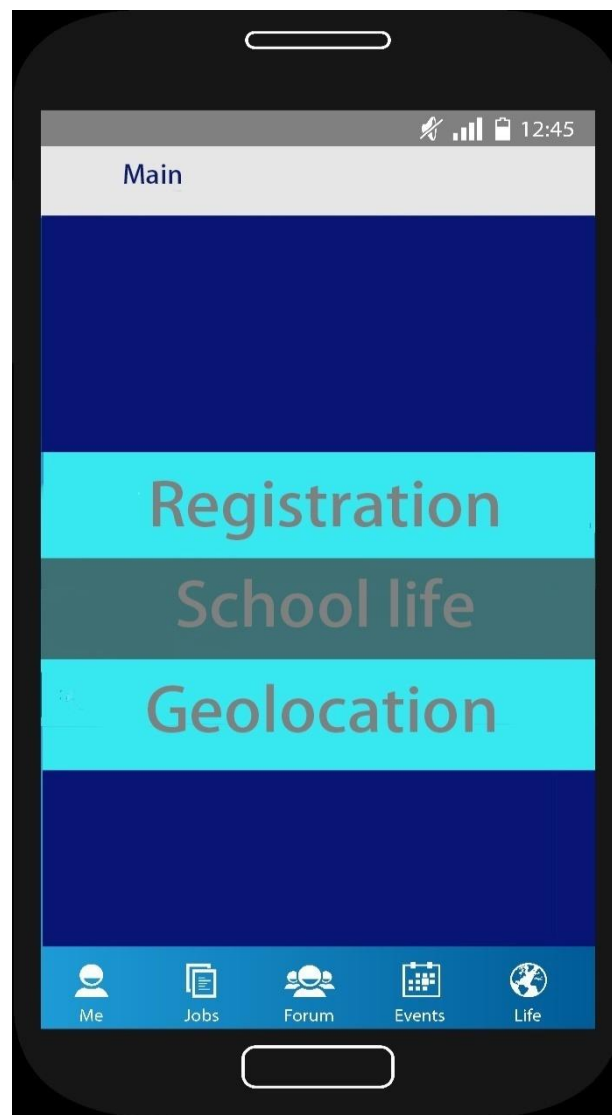 12:45
Main
Registration
School life
Geolocation
Me Jobs Forum Events Life